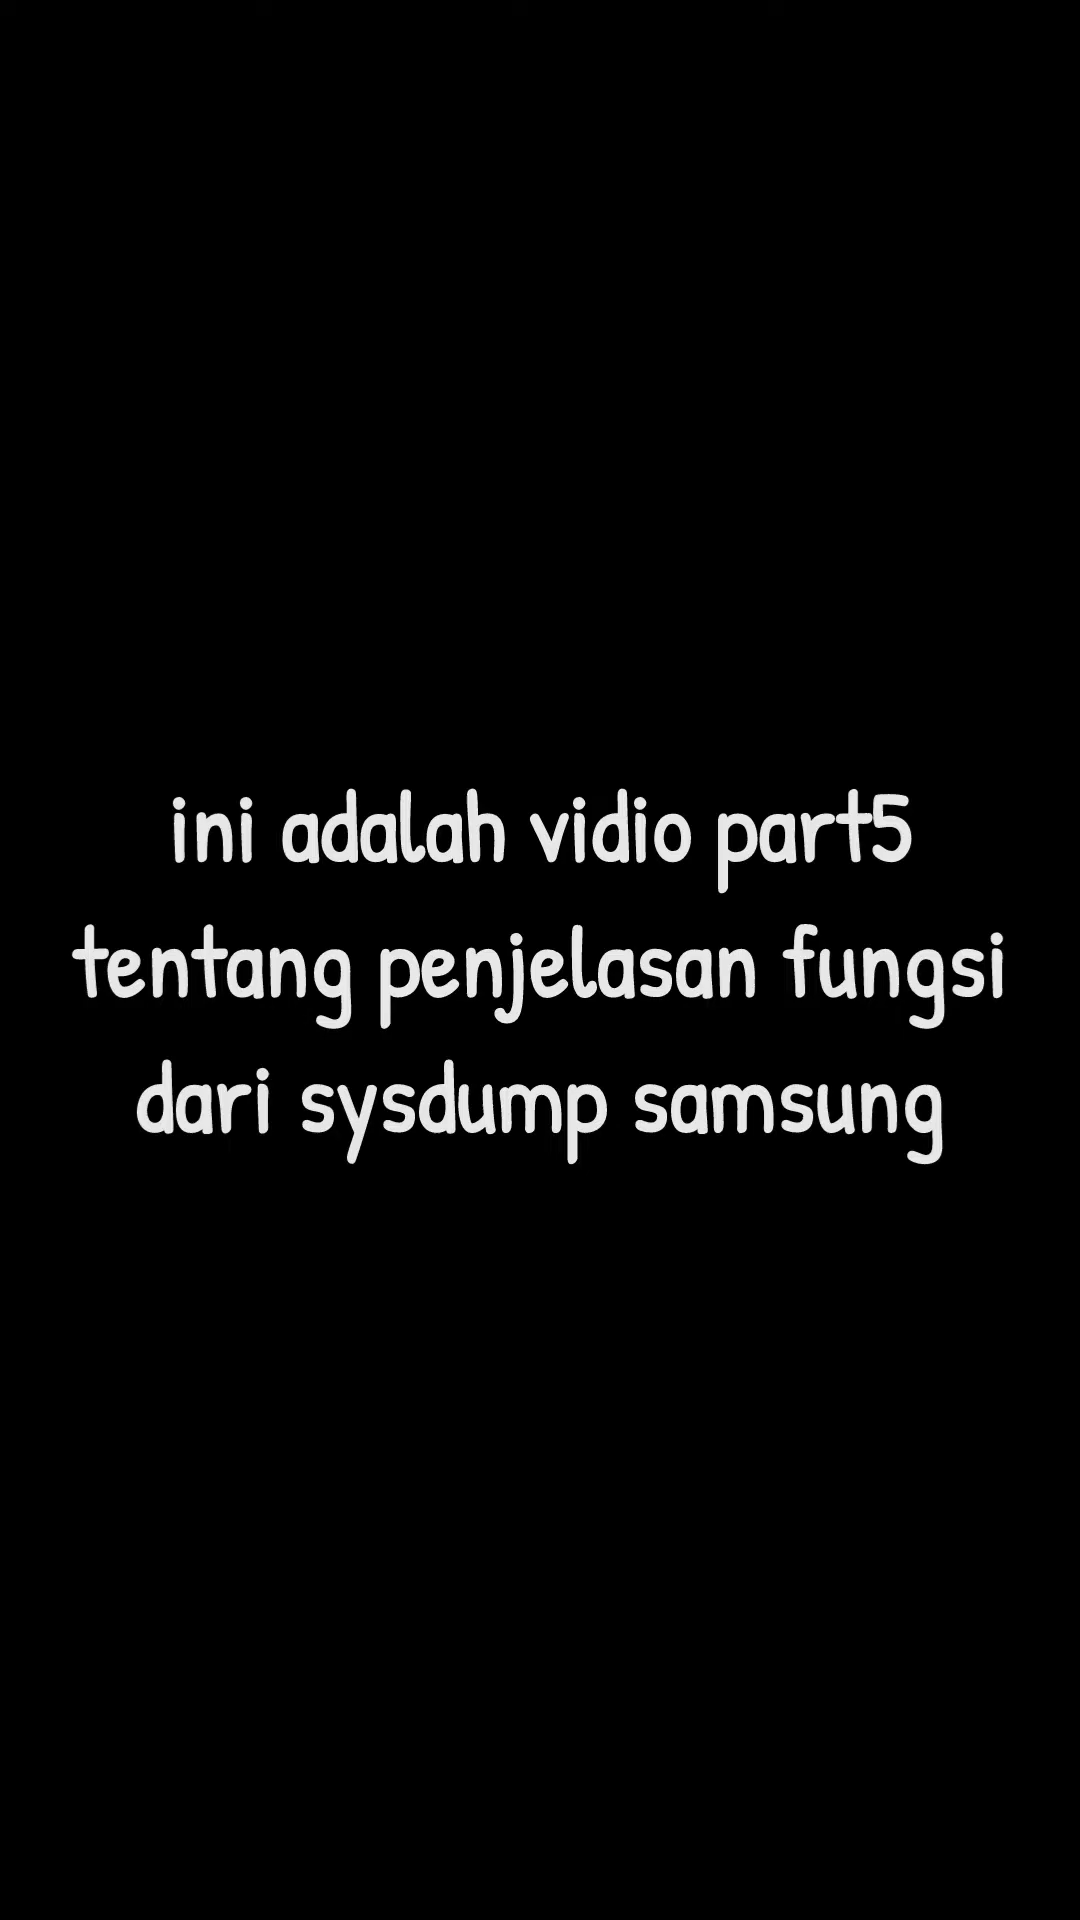 ini adalah vidio part5
tentang penjelasan fungsi
dari sysdump samsung